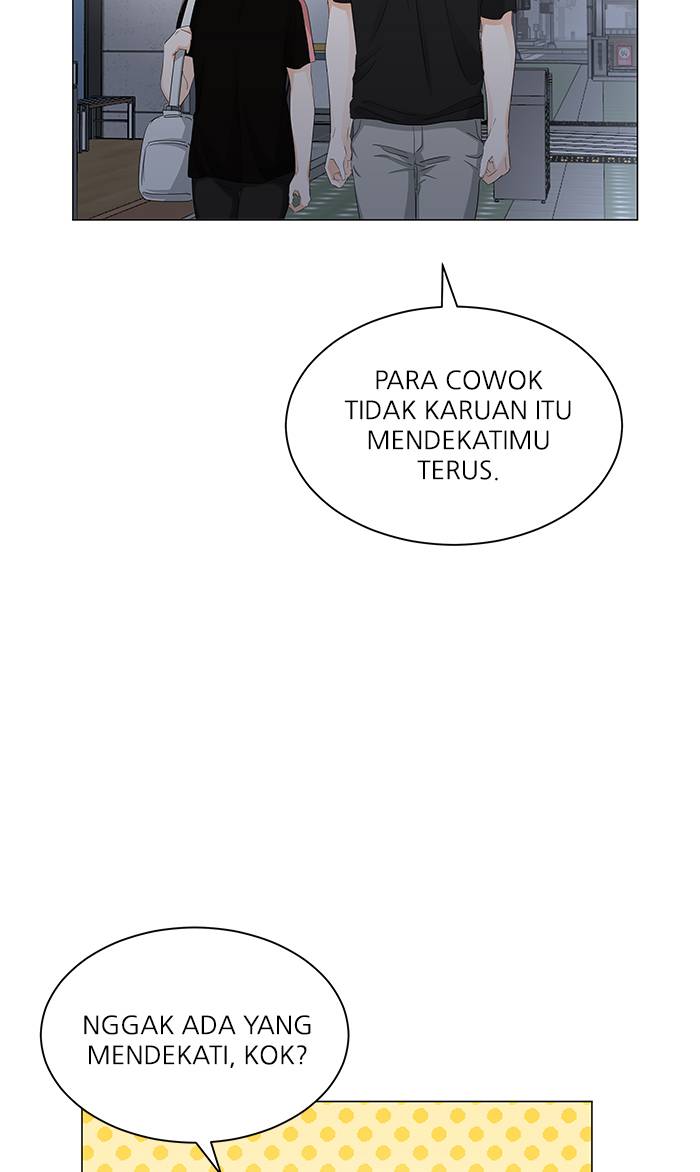 PARA COWOK
TIDAK KARUAN ITU
MENDEKATIMU
TERUS.
NGGAK ADA YANG
MENDEKATI, KOK?